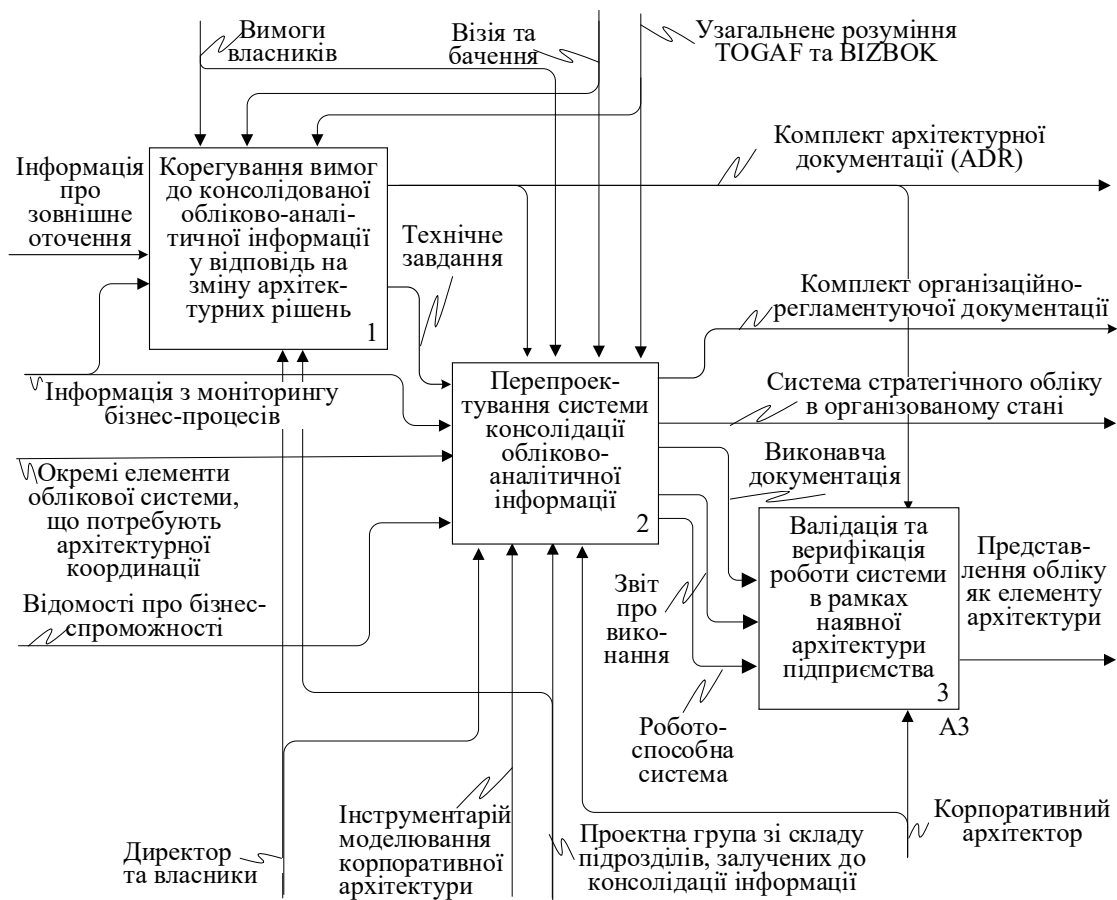 Вимоги
власників
Візія та
бачення
Узагальнене розуміння
TOGAF та BIZBOK
Комплект архітектурної
документації (ADR)
Інформація
про
зовнішне
оточення
Корегування вимог
до консолідованої
обліково-аналі-
тичної інформації
у відповідь на
зміну архітек-
турних рішень
1
Технічне
завдання
Комплект організаційно-
регламентуючої документації
Інформація з моніторингу
бізнес-процесів
Перепроек-
тування системи
консолідації
обліково-
аналітичної
інформації
2
Система стратегічного обліку
в організованому стані
Виконавча
документація
Окремі елементи
облікової системи,
що потребують
архітектурної
координації
Валідація та
верифікація
роботи системи
в рамках
наявної
архітектури
підприємства
3
А3
Представ-
лення обліку
як елементу
архітектури
Відомості про бізнес-
спроможності
Звіт
про
вико-
нання
Робото-
спосібна
система
Директор
та власники
Інструментарій
моделювання
корпоративної
архітектури
Проектна група зі складу
підрозділів, залучених до
консолідації інформації
Корпоративний
архітектор